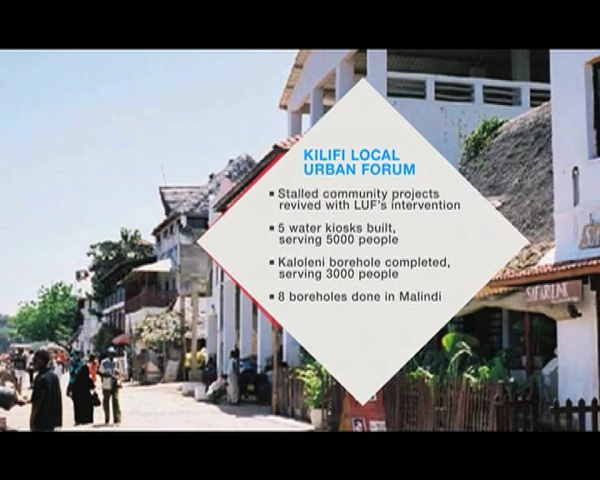 KILIFI LOCAL
URBAN FORUM
▪ Stalled community projects
revived with LUF's intervention
▪ 5 water kiosks built,
serving 5000 people
▪ Kaloleni borehole completed,
serving 3000 people
▪ 8 boreholes done in Malindi